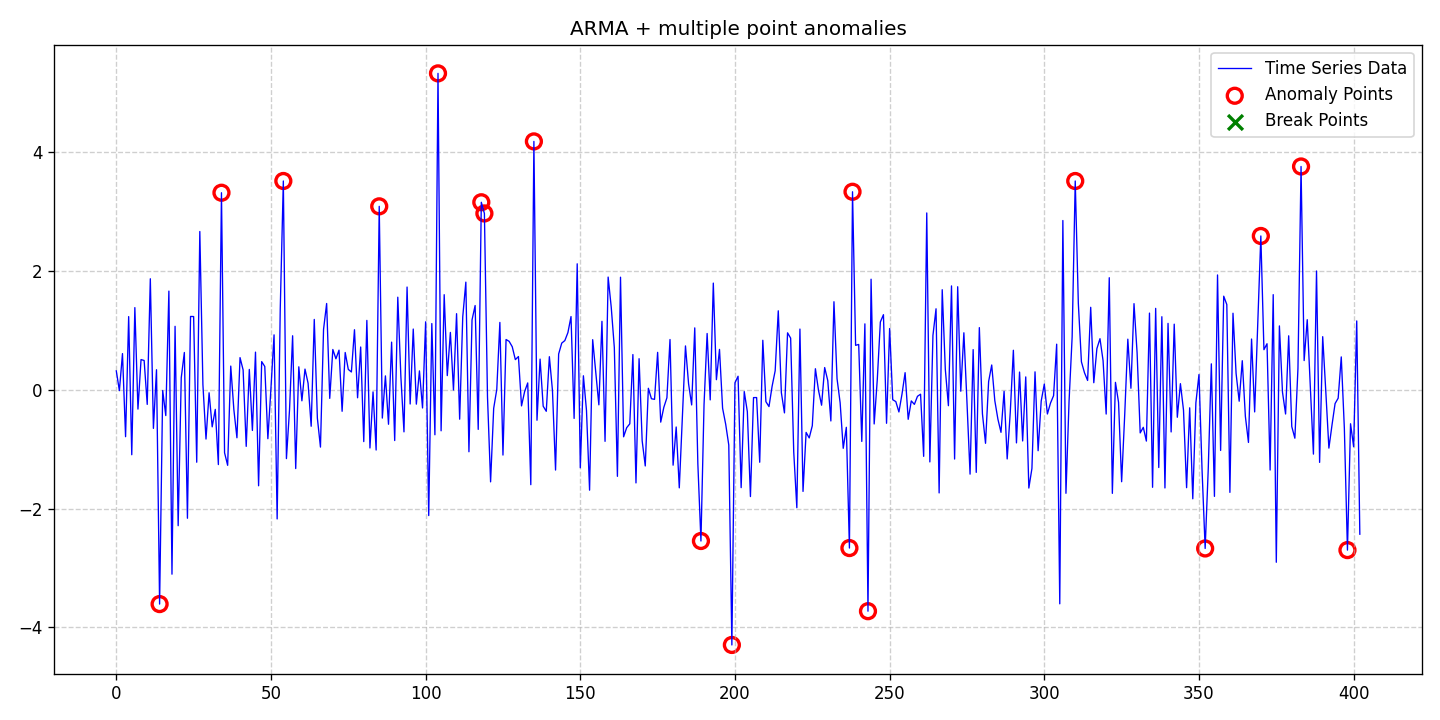 ARMA + multiple point anomalies
Time Series Data
Anomaly Points
Break Points
4
2
0
−2
−4
0 50 100 150 200 250 300 350 400